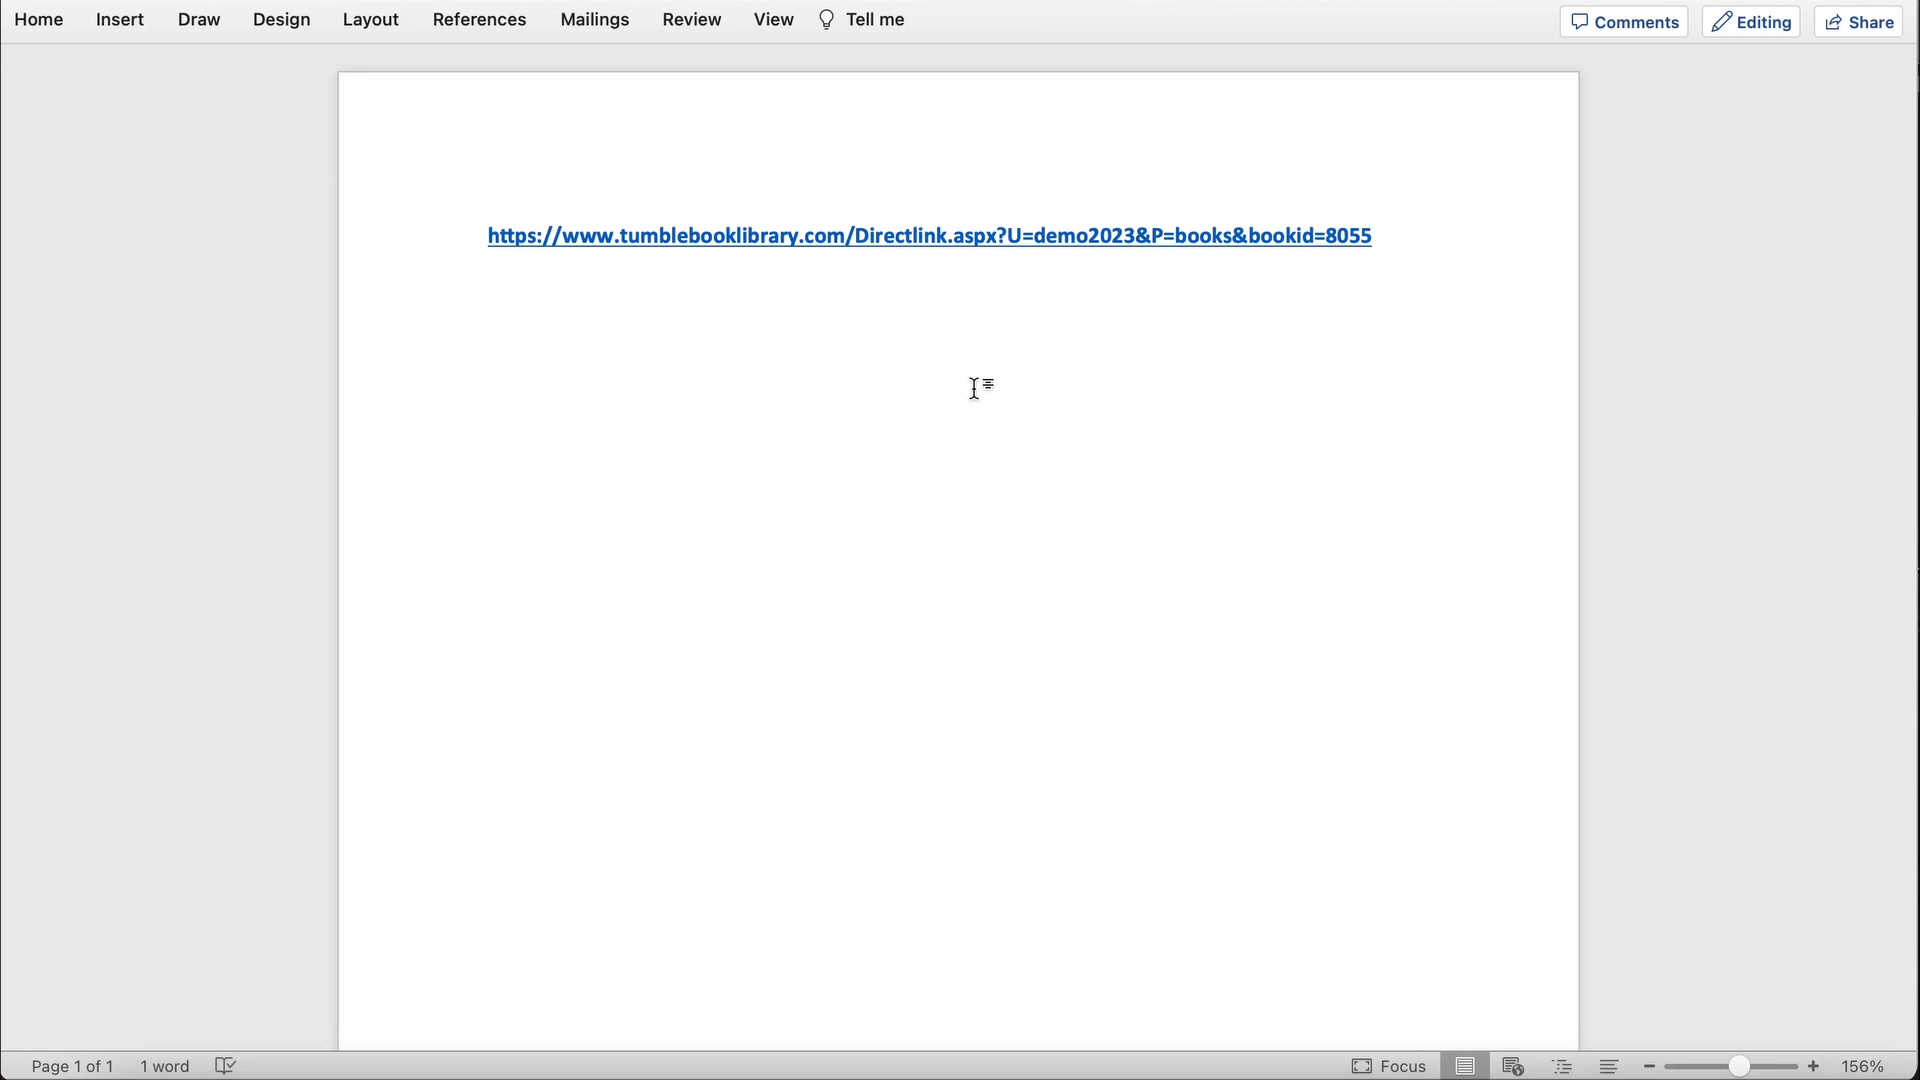 Home Insert Draw Design Layout References Mailings Review View Tell me Comments Editing Share
https://www.tumblebooklibrary.com/Directlink.aspx?U=demo2023&P=books&bookid=8055
Page 1 of 1 1 word Focus 156%